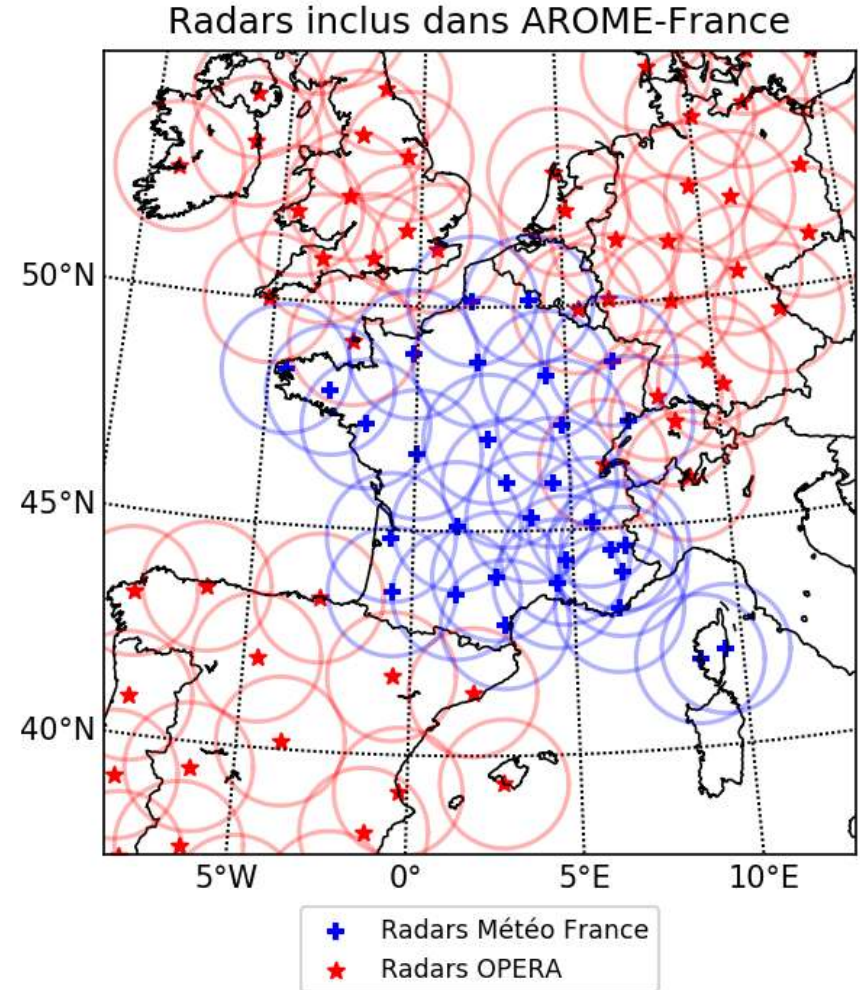 Radars inclus dans AROME-France
50°N
45°N
40°N
5°W 0° 5°E 10°E
Radars Météo France
Radars OPERA